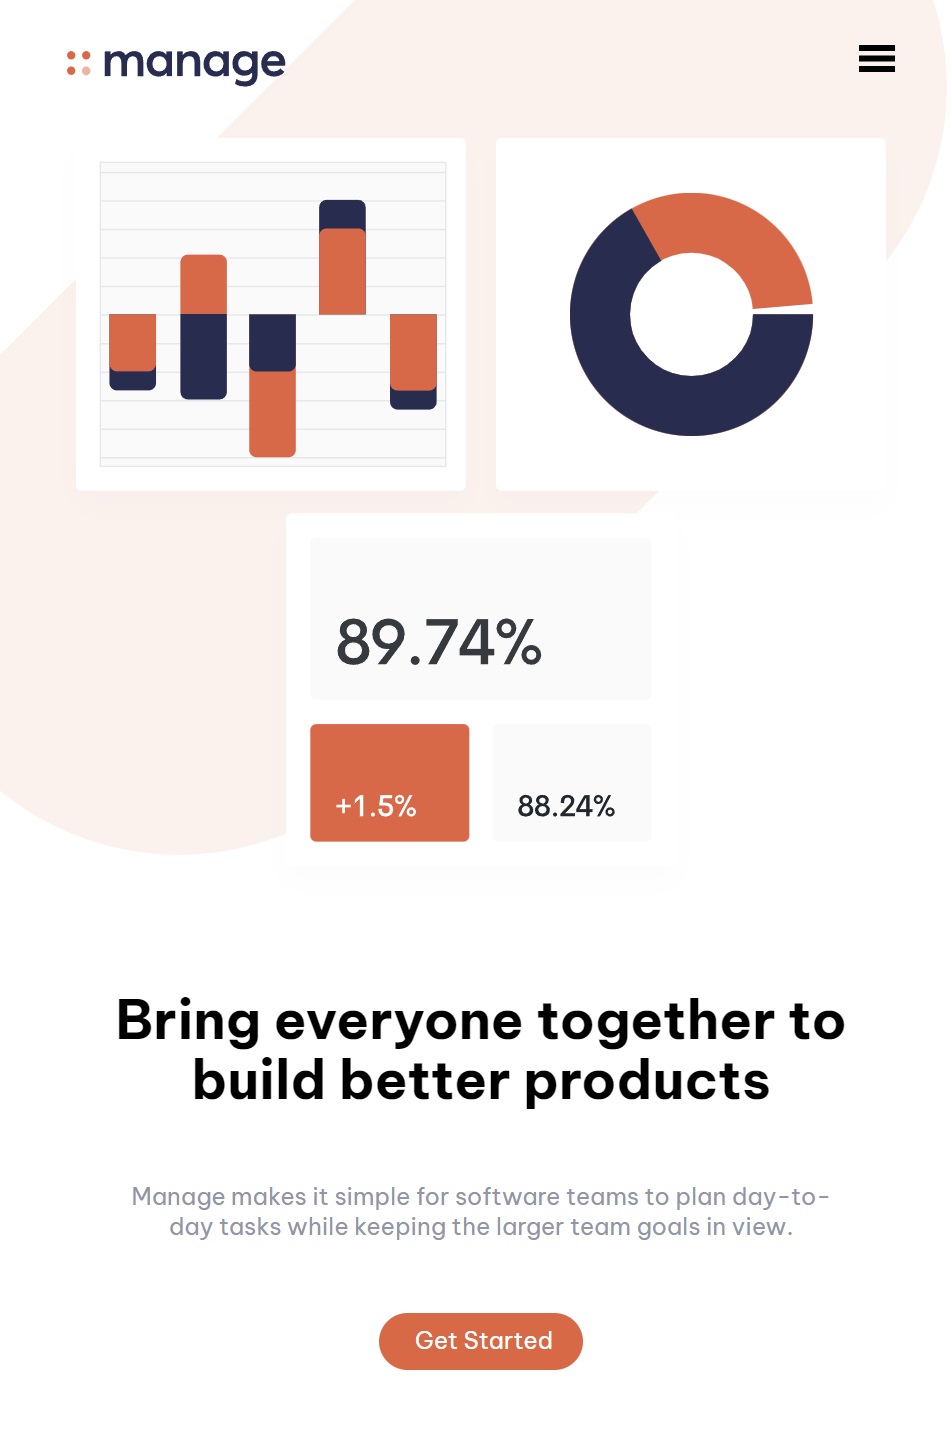 manage
89.74%
+1.5%
88.24%
Bring everyone together to
build better products
Manage makes it simple for software teams to plan day-to-
day tasks while keeping the larger team goals in view.
Get Started